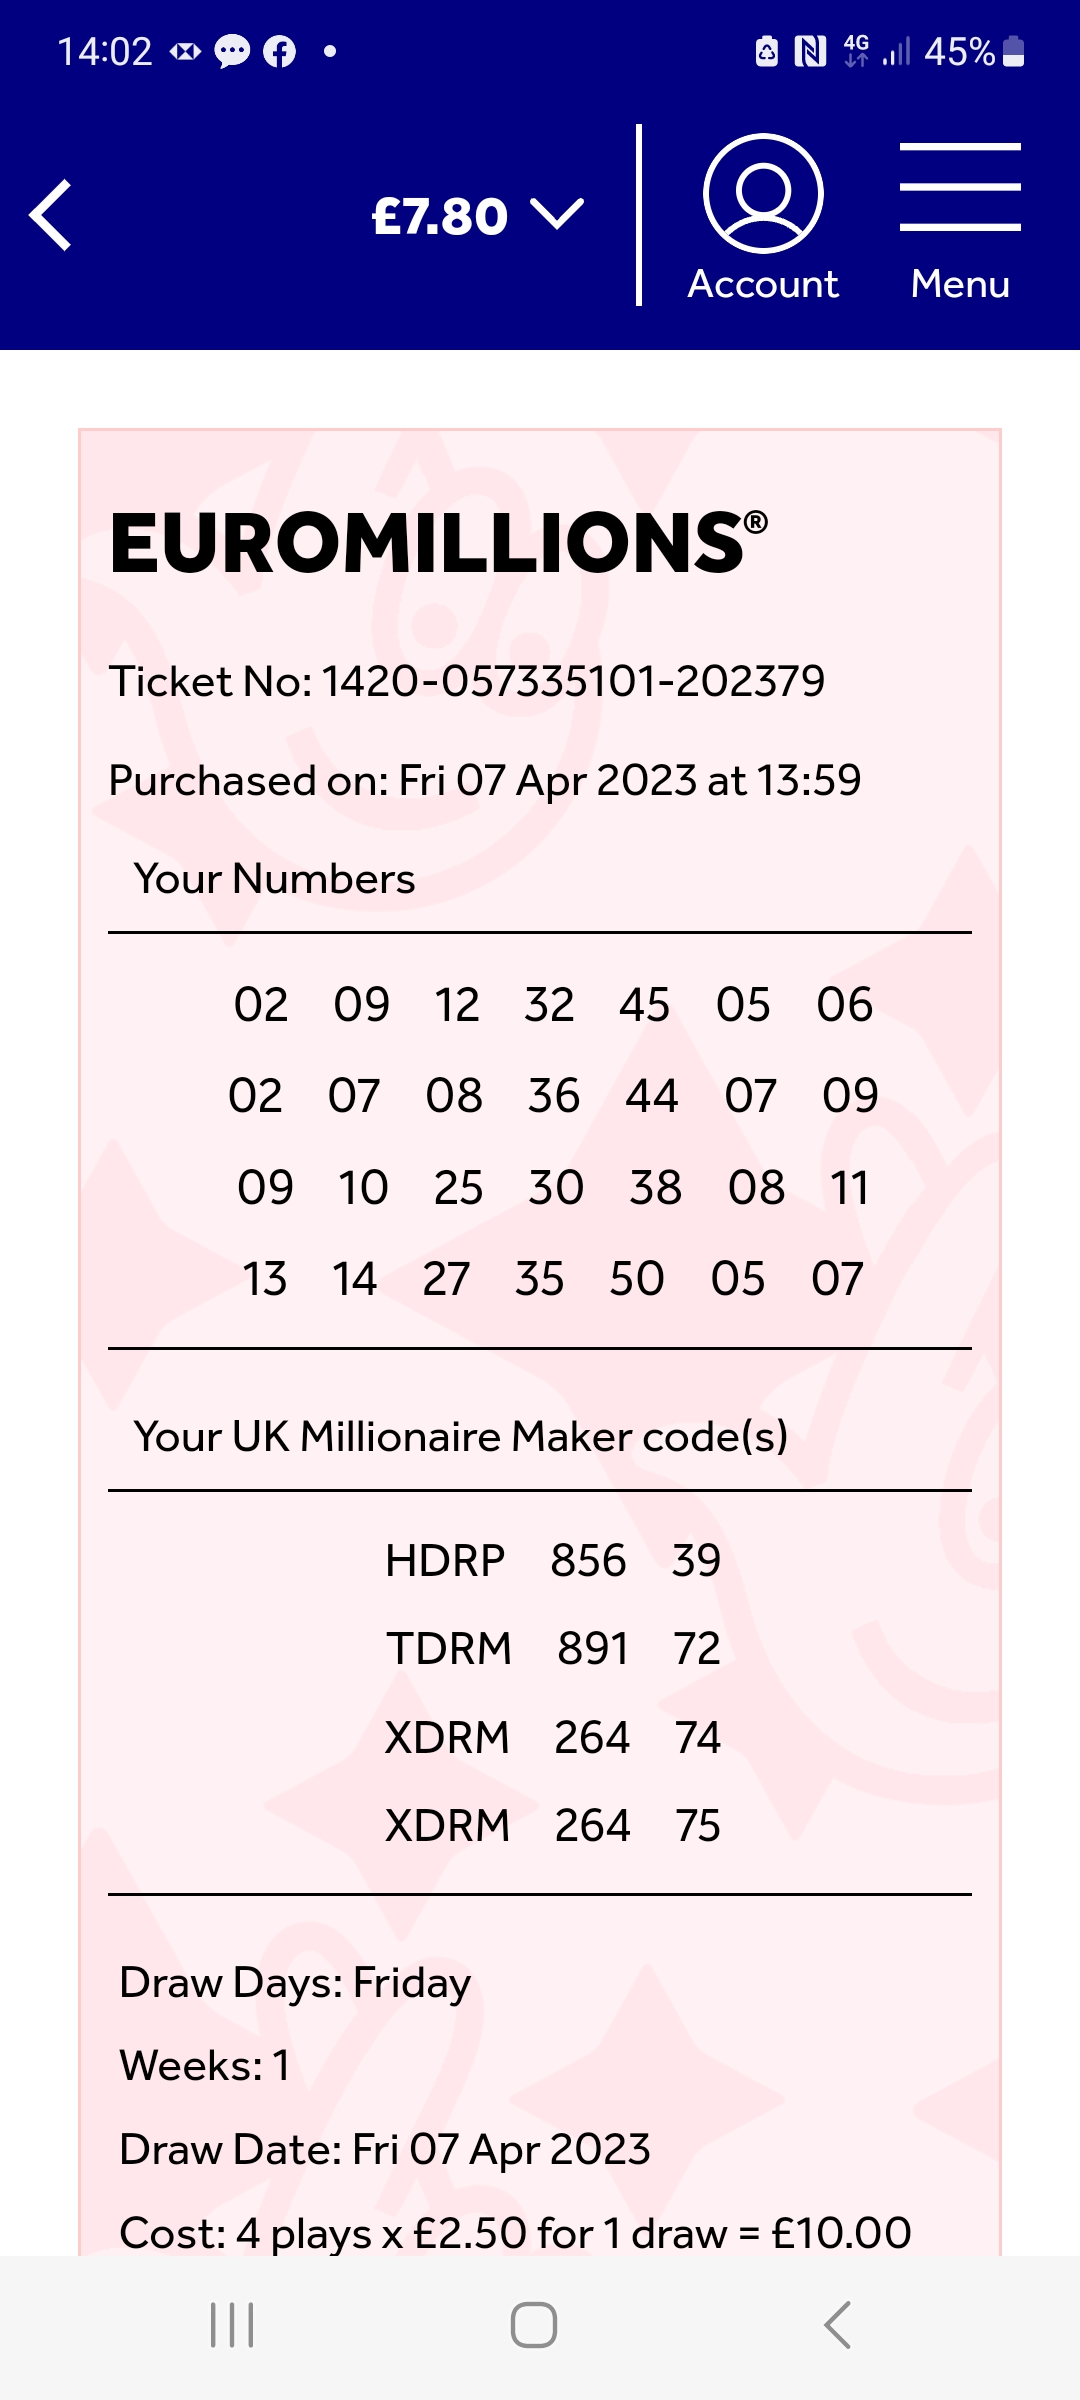 14:02 4G 45%
£7.80
Account Menu
EUROMILLIONS®
Ticket No: 1420-057335101-202379
Purchased on: Fri 07 Apr 2023 at 13:59
Your Numbers
02 09 12 32 45 05 06
02 07 08 36 44 07 09
09 10 25 30 38 08 11
13 14 27 35 50 05 07
Your UK Millionaire Maker code(s)
HDRP 856 39
TDRM 891 72
XDRM 264 74
XDRM 264 75
Draw Days: Friday
Weeks: 1
Draw Date: Fri 07 Apr 2023
Cost: 4 plays x £2.50 for 1 draw = £10.00